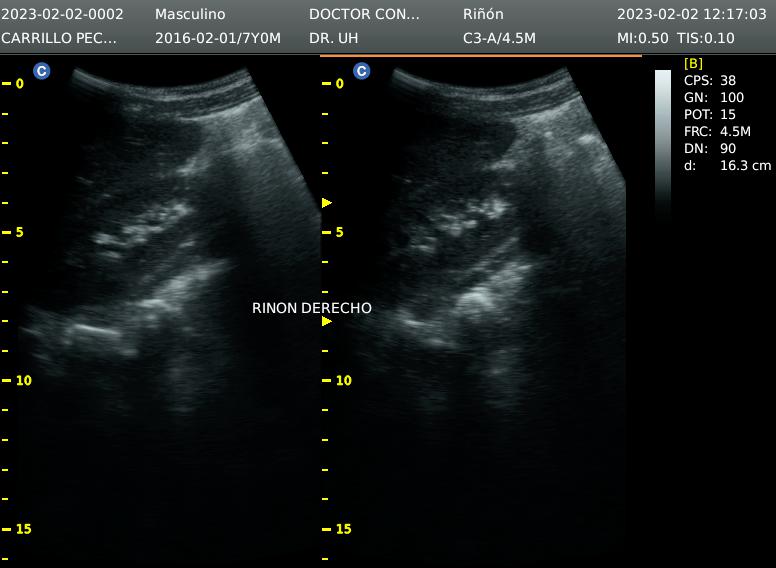 2023-02-02-0002 Masculino DOCTOR CON... Riñón 2023-02-02 12:17:03
CARRILLO PEC... 2016-02-01/7Y0M DR. UH C3-A/4.5M MI:0.50 TIS:0.10
C C
[B]
0 0
CPS: 38
GN: 100
POT: 15
FRC: 4.5M
DN: 90
d: 16.3 cm
5 5
RINON DERECHO
10 10
15 15